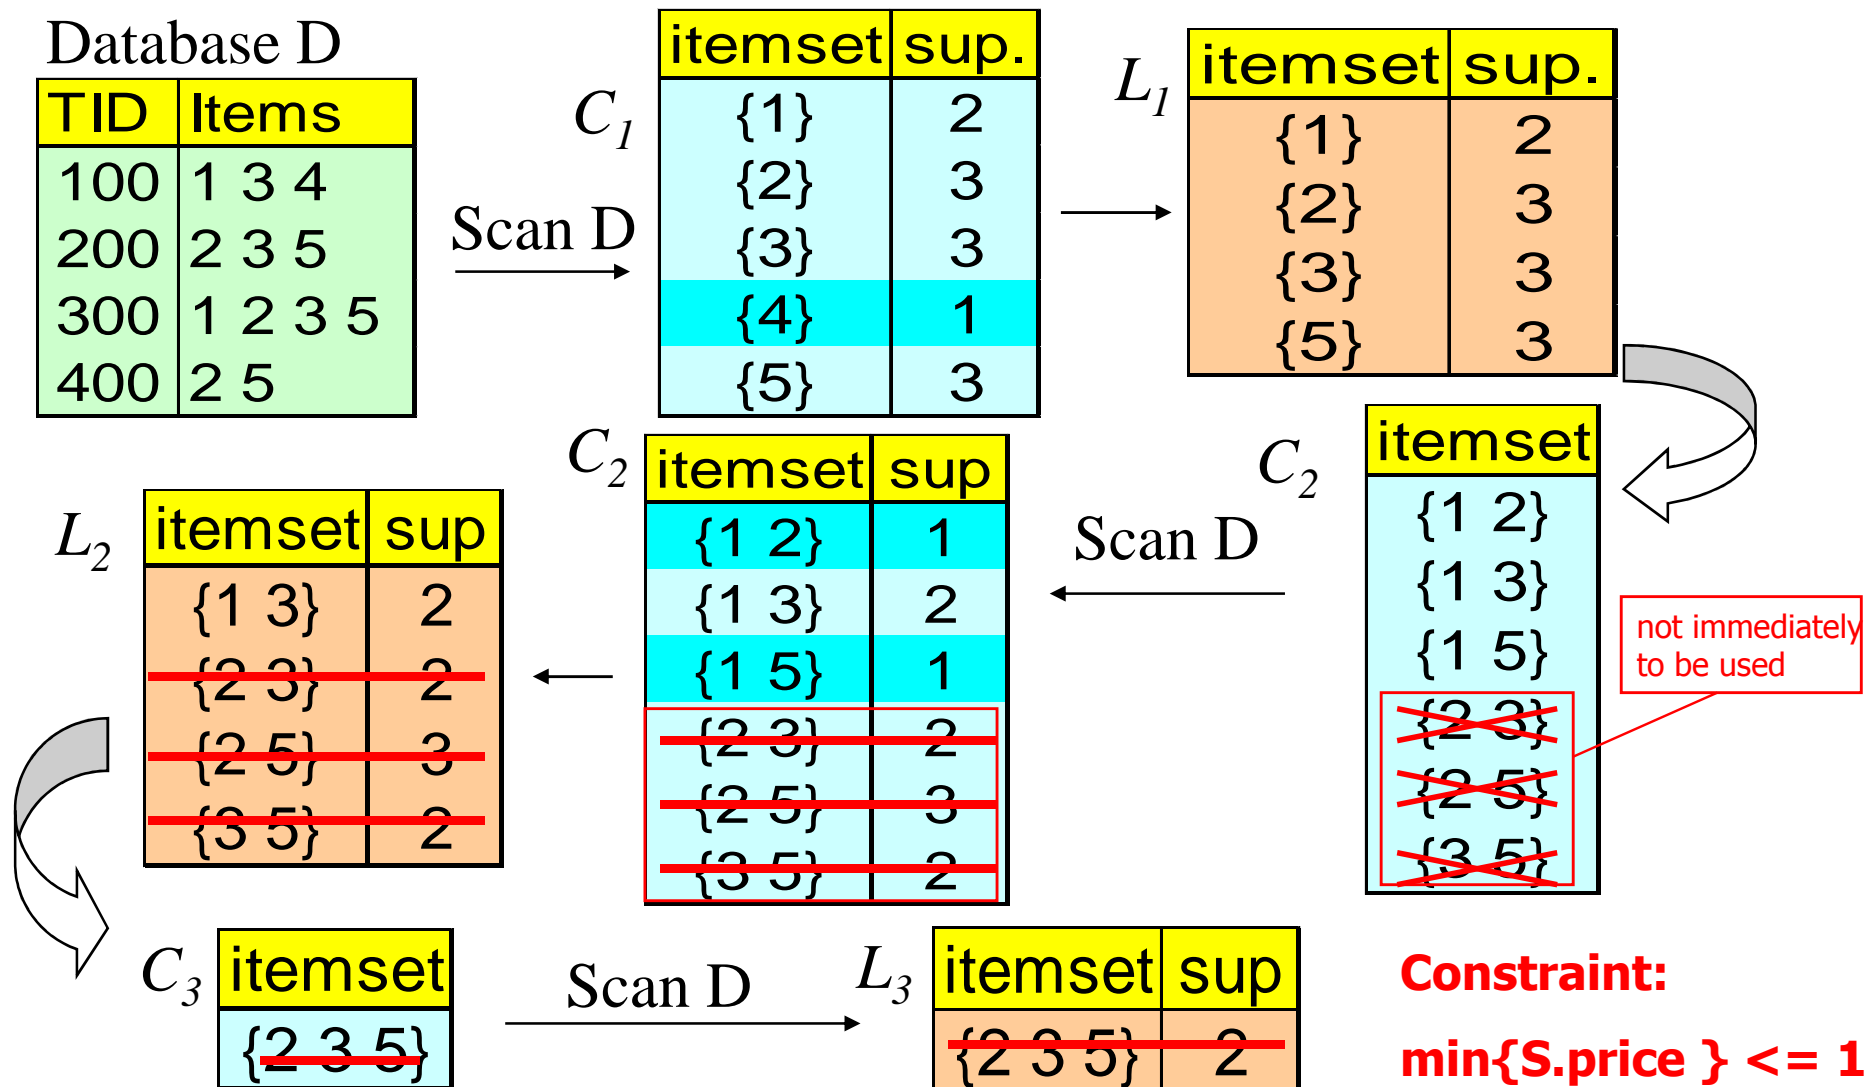 Database D
TID Items
100 1 3 4
200 2 3 5
300 1 2 3 5
400 2 5
Scan D
C1
itemset sup.
{1} 2
{2} 3
{3} 3
{4} 1
{5} 3
L1
itemset sup.
{1} 2
{2} 3
{3} 3
{5} 3
C2
itemset
{1 2}
{1 3}
{1 5}
{2 3}
{2 5}
{3 5}
not immediately
to be used
Scan D
C2
itemset sup
{1 2} 1
{1 3} 2
{1 5} 1
{2 3} 2
{2 5} 3
{3 5} 2
L2
itemset sup
{1 3} 2
{2 3} 2
{2 5} 3
{3 5} 2
C3
itemset
{2 3 5}
Scan D
L3
itemset sup
{2 3 5} 2
Constraint:
min{S.price } <= 1